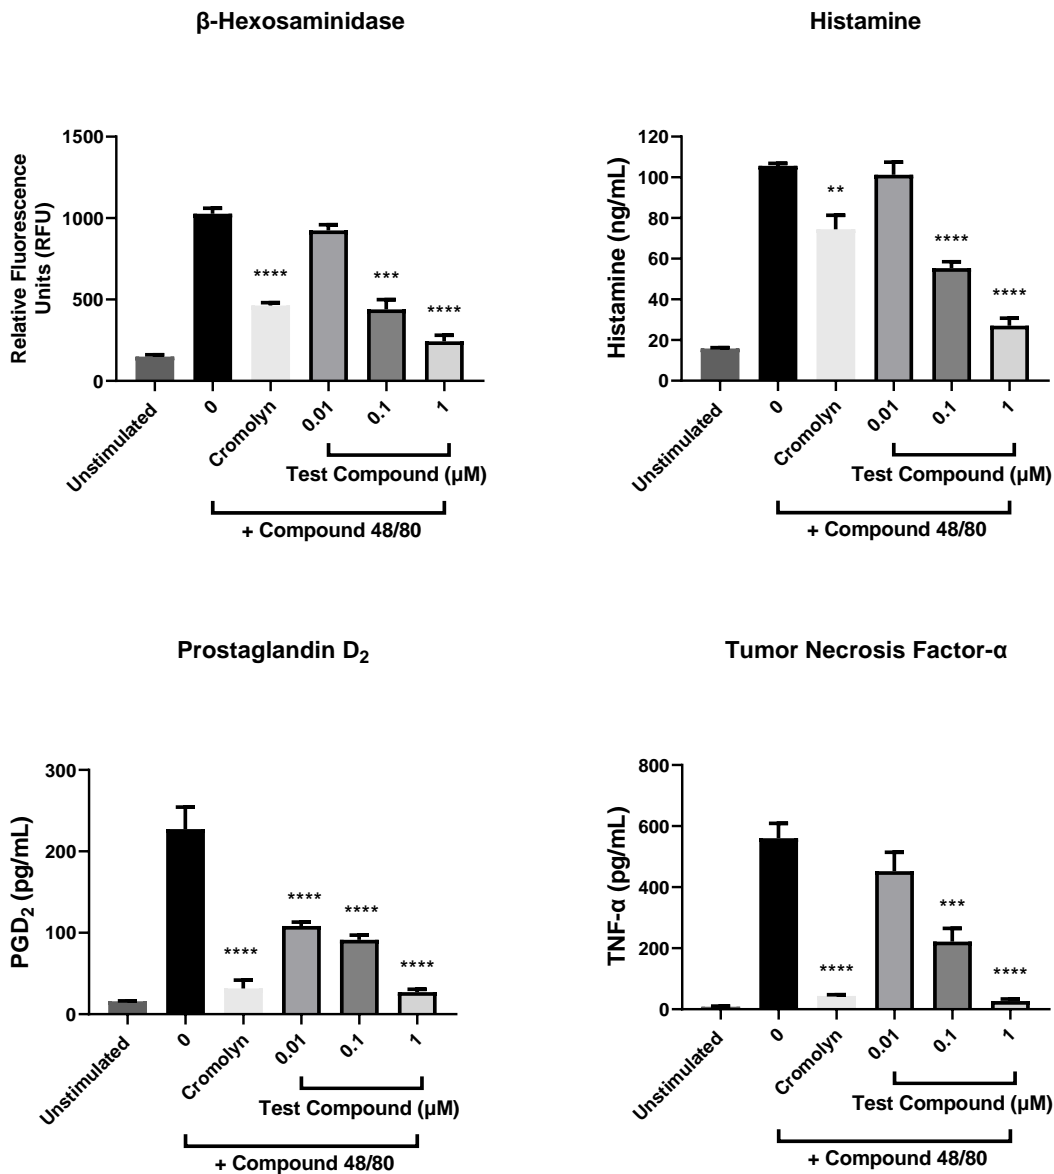 β-Hexosaminidase
Relative Fluorescence
Units (RFU)
1500
1000
500
0
****
***
****
Unstimulated
0
Cromolyn
0.01
0.1
1
Test Compound (µM)
+ Compound 48/80
Histamine
Histamine (ng/mL)
120
100
80
60
40
20
0
**
****
****
Unstimulated
0
Cromolyn
0.01
0.1
1
Test Compound (µM)
+ Compound 48/80
Prostaglandin D₂
PGD₂ (pg/mL)
300
200
100
0
****
****
****
****
Unstimulated
0
Cromolyn
0.01
0.1
1
Test Compound (µM)
+ Compound 48/80
Tumor Necrosis Factor-α
TNF-α (pg/mL)
800
600
400
200
0
****
***
****
Unstimulated
0
Cromolyn
0.01
0.1
1
Test Compound (µM)
+ Compound 48/80